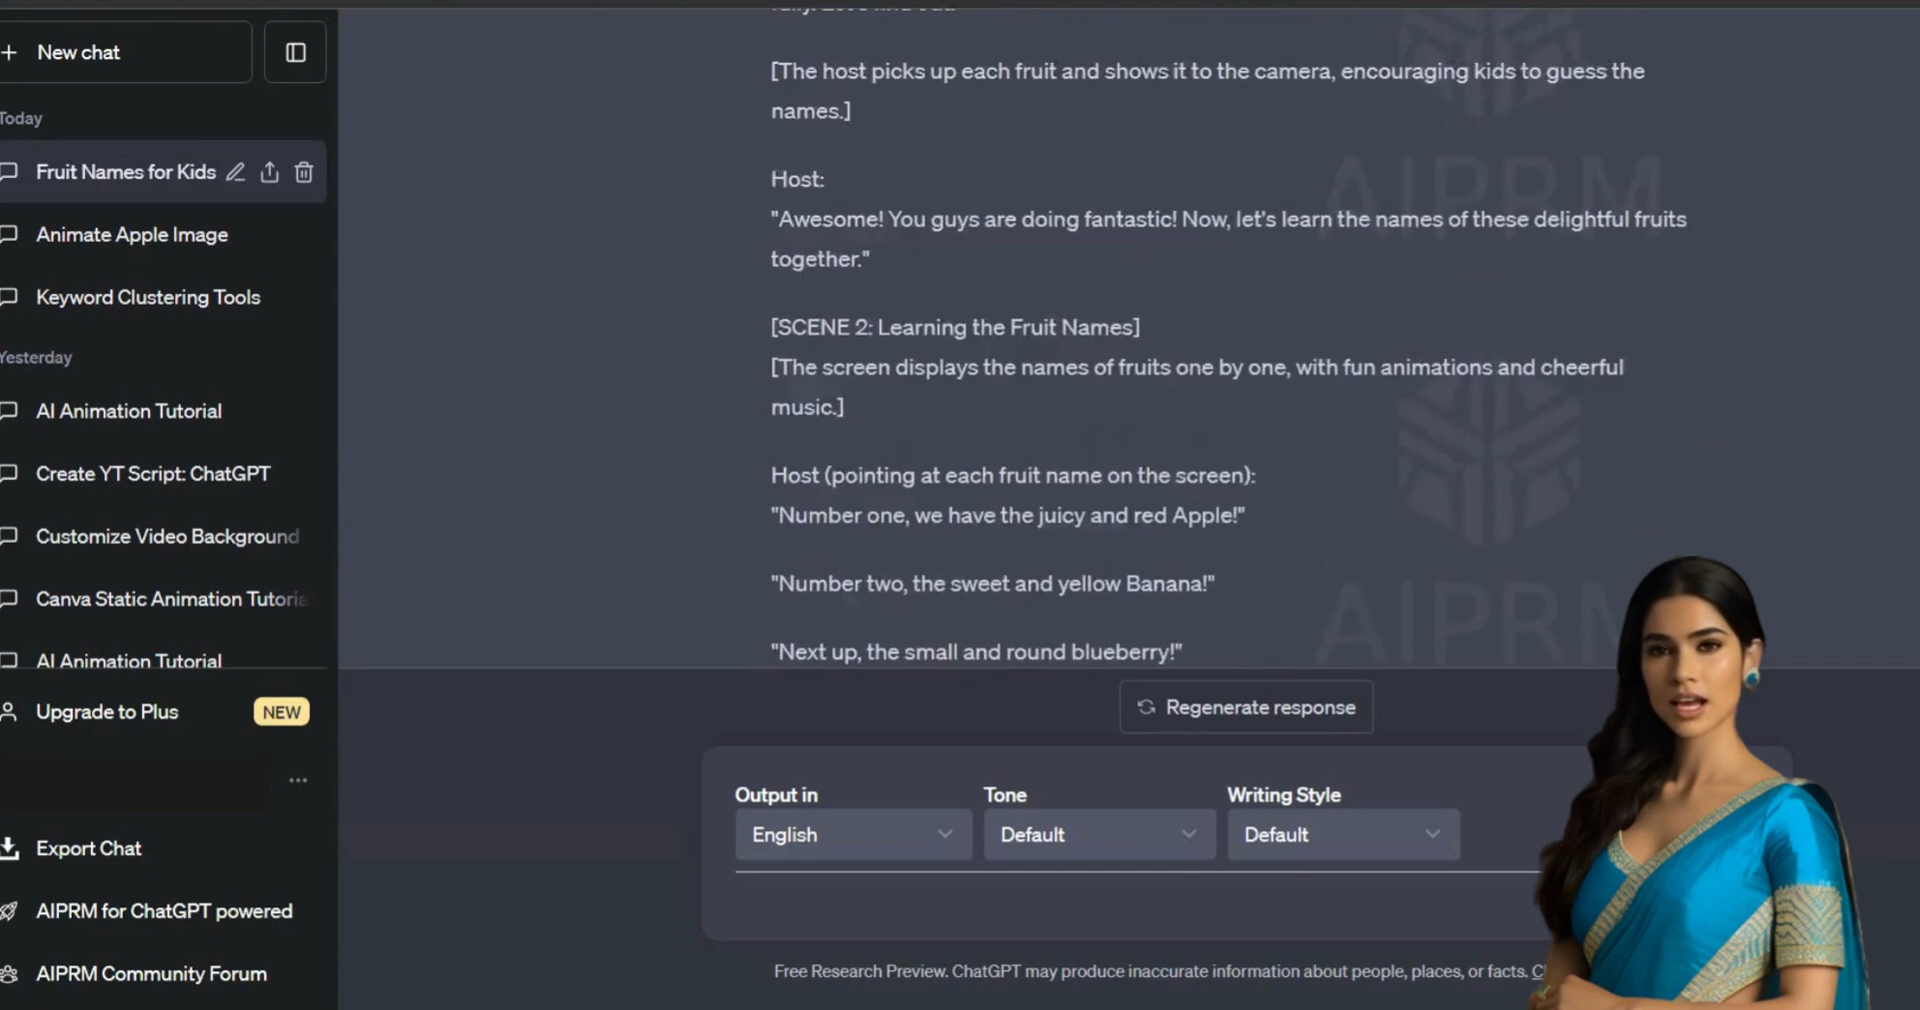 New chat
Today
Fruit Names for Kids
Animate Apple Image
Keyword Clustering Tools
Yesterday
AI Animation Tutorial
Create YT Script: ChatGPT
Customize Video Background
Canva Static Animation Tutoria
AI Animation Tutorial
Upgrade to Plus NEW
Export Chat
AIPRM for ChatGPT powered
AIPRM Community Forum
[The host picks up each fruit and shows it to the camera, encouraging kids to guess the
names.]
Host:
"Awesome! You guys are doing fantastic! Now, let's learn the names of these delightful fruits
together."
[SCENE 2: Learning the Fruit Names]
[The screen displays the names of fruits one by one, with fun animations and cheerful
music.]
Host (pointing at each fruit name on the screen):
"Number one, we have the juicy and red Apple!"
"Number two, the sweet and yellow Banana!"
"Next up, the small and round blueberry!"
AIPRM
AIPRM
Regenerate response
Output in Tone Writing Style
English Default Default
Free Research Preview. ChatGPT may produce inaccurate information about people, places, or facts.